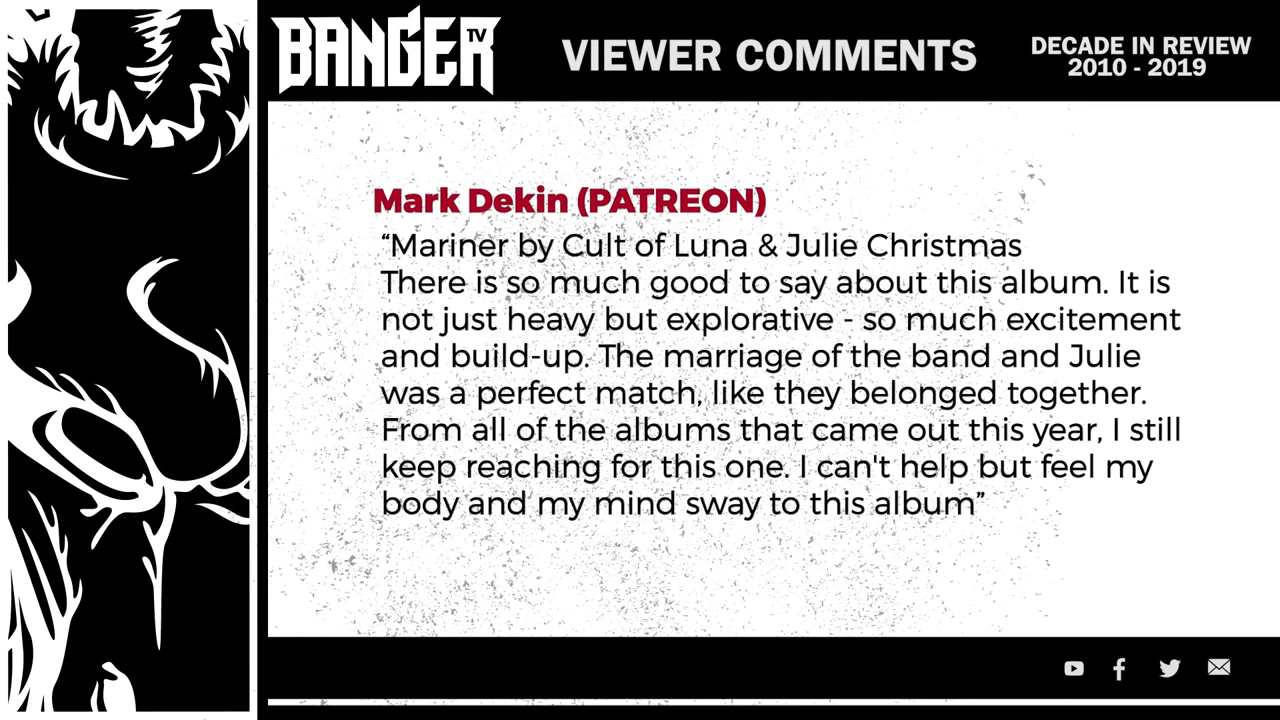 BANGER TV
VIEWER COMMENTS
DECADE IN REVIEW
2010 - 2019
Mark Dekin (PATREON)
“Mariner by Cult of Luna & Julie Christmas
There is so much good to say about this album. It is
not just heavy but explorative - so much excitement
and build-up. The marriage of the band and Julie
was a perfect match, like they belonged together.
From all of the albums that came out this year, I still
keep reaching for this one. I can't help but feel my
body and my mind sway to this album”